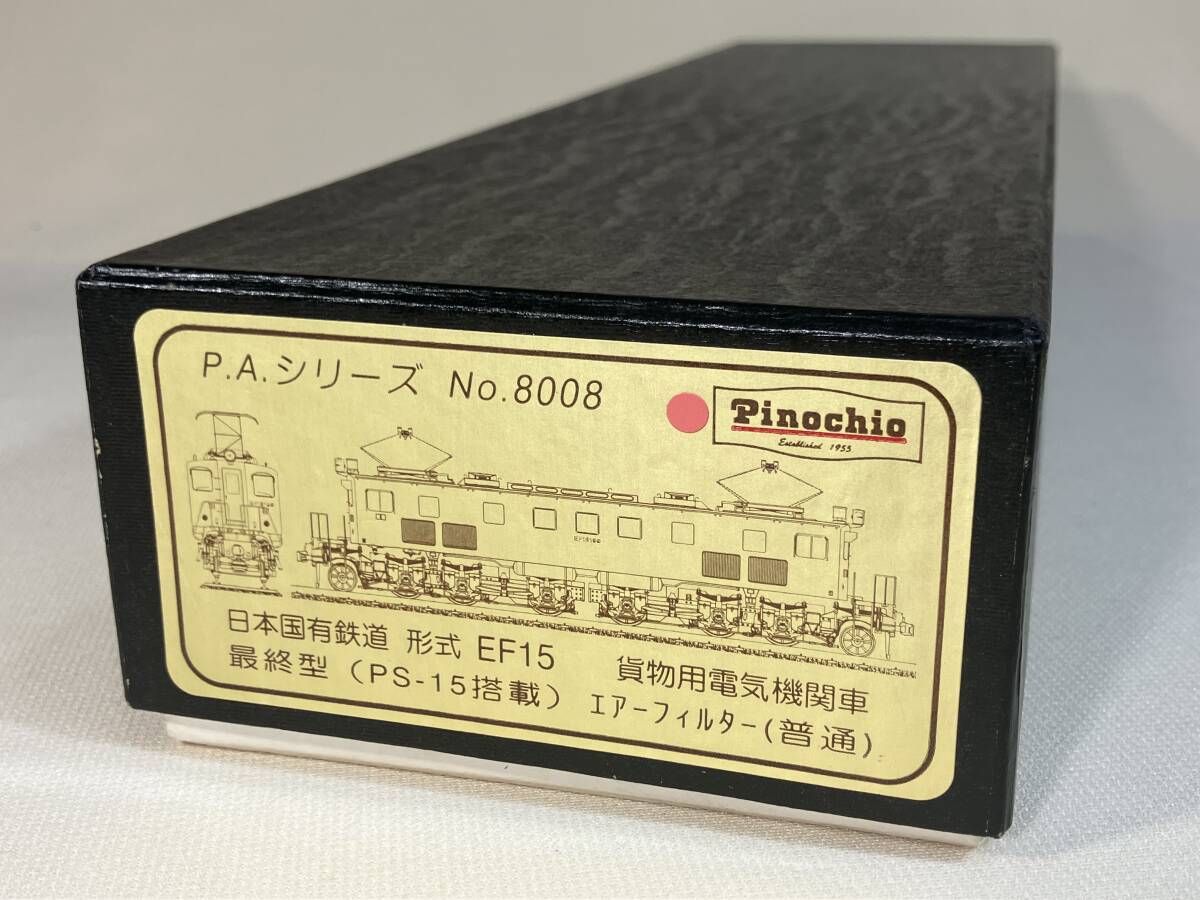 P.A.シリーズ No.8008
Pinochio
Established 1955
日本国有鉄道 形式 EF15 貨物用電気機関車
最終型 (PS-15搭載) エアーフィルター(普通)